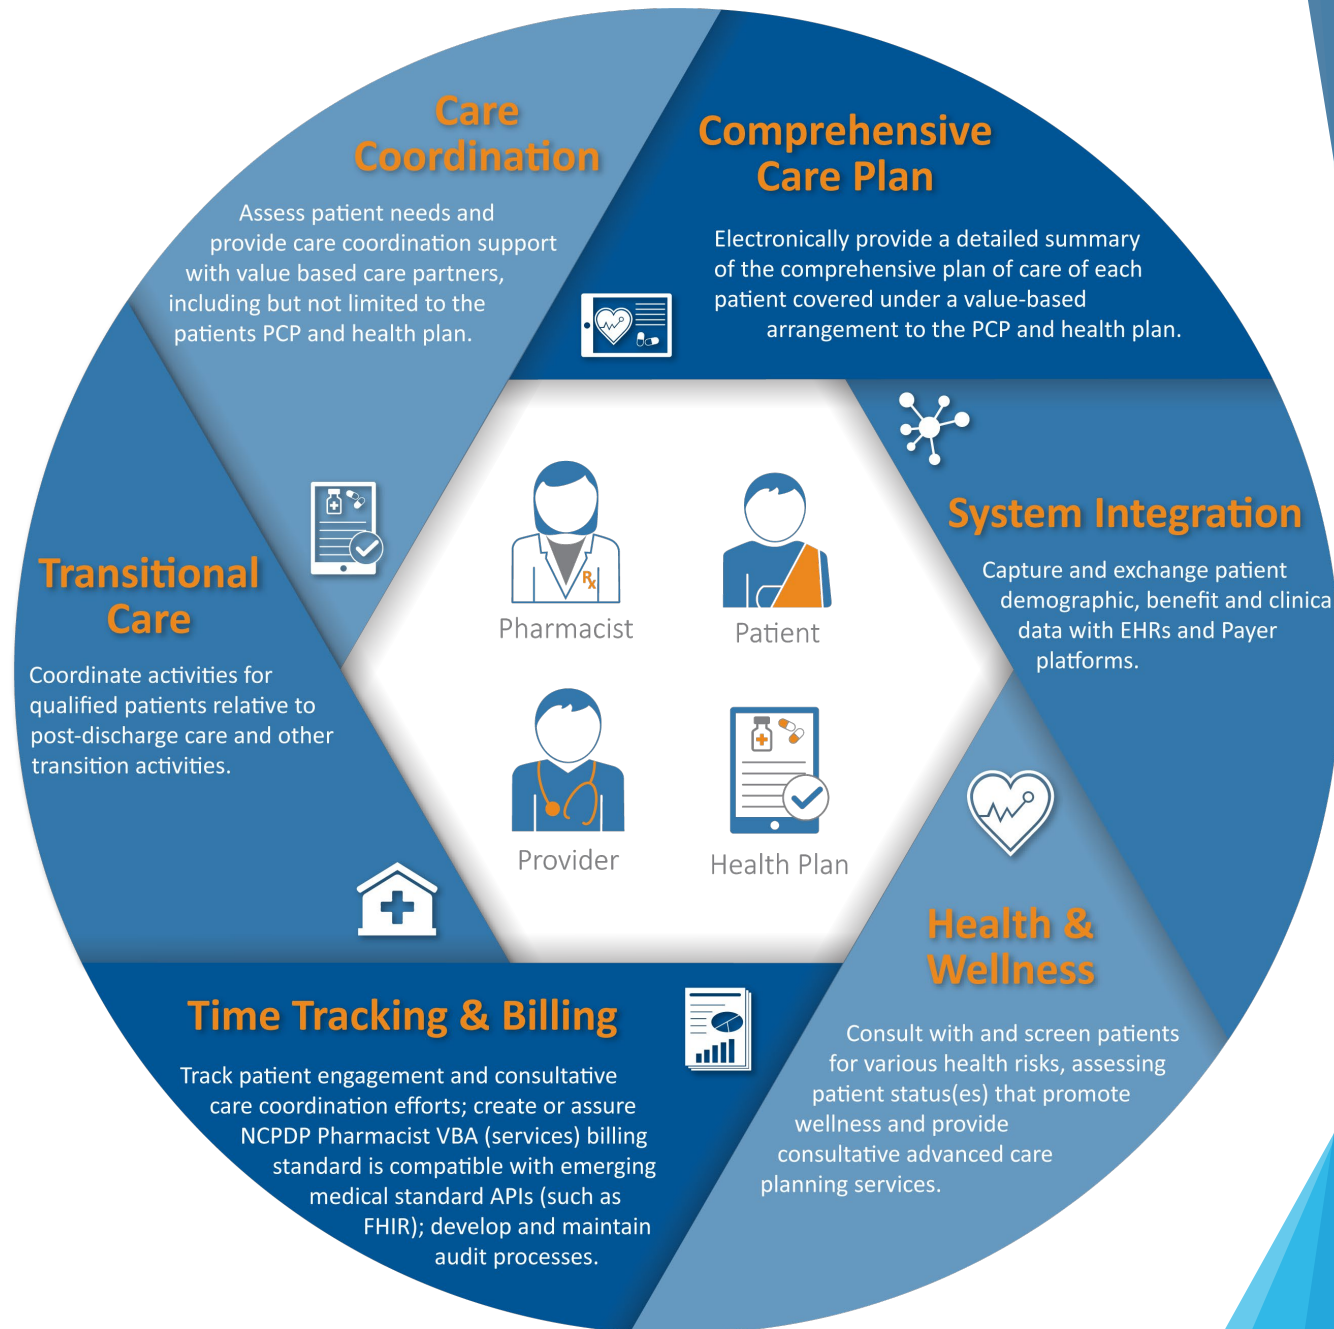 Care
Coordination
Assess patient needs and
provide care coordination support
with value based care partners,
including but not limited to the
patients PCP and health plan.
Comprehensive
Care Plan
Electronically provide a detailed summary
of the comprehensive plan of care of each
patient covered under a value-based
arrangement to the PCP and health plan.
System Integration
Capture and exchange patient
demographic, benefit and clinical
data with EHRs and Payer
platforms.
Health &
Wellness
Consult with and screen patients
for various health risks, assessing
patient status(es) that promote
wellness and provide
consultative advanced care
planning services.
Time Tracking & Billing
Track patient engagement and consultative
care coordination efforts; create or assure
NCPDP Pharmacist VBA (services) billing
standard is compatible with emerging
medical standard APIs (such as
FHIR); develop and maintain
audit processes.
Transitional
Care
Coordinate activities for
qualified patients relative to
post-discharge care and other
transition activities.
Pharmacist
Rx
Patient
Provider
Health Plan